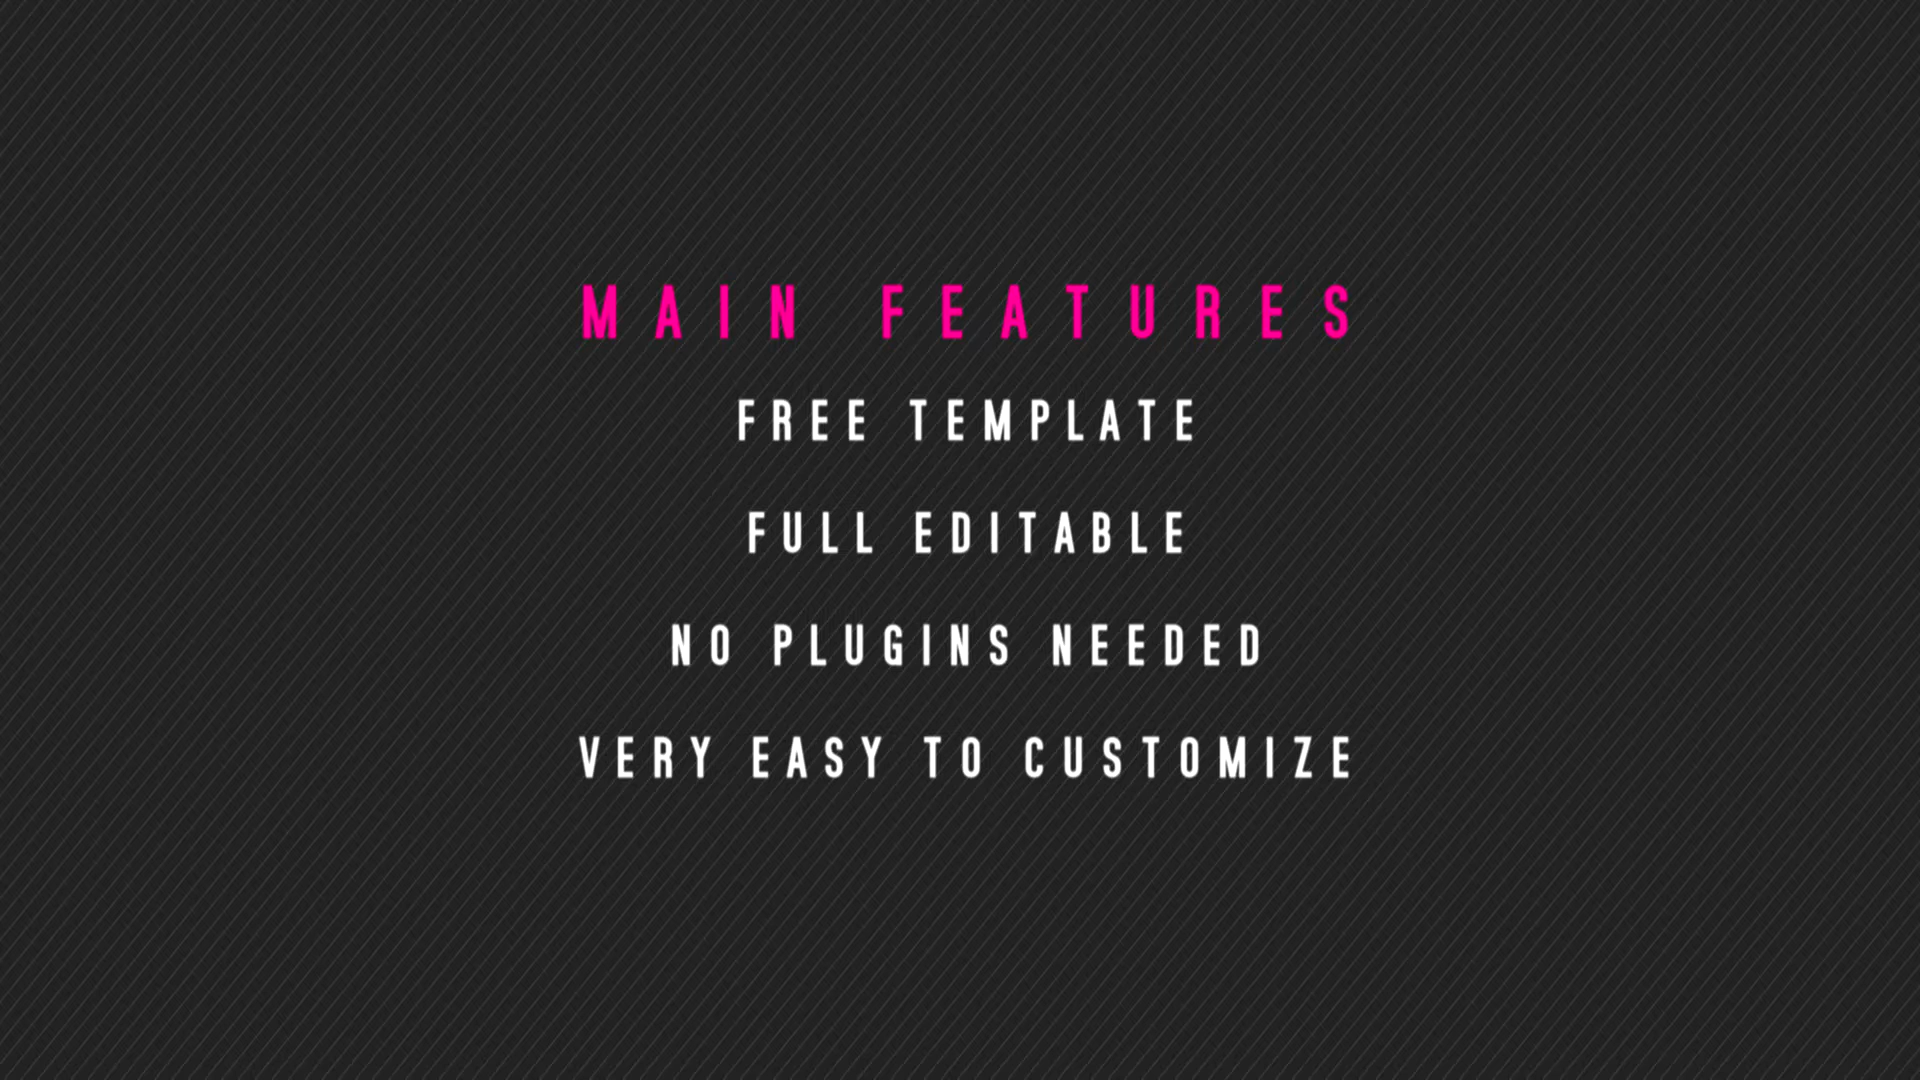 MAIN FEATURES
FREE TEMPLATE
FULL EDITABLE
NO PLUGINS NEEDED
VERY EASY TO CUSTOMIZE